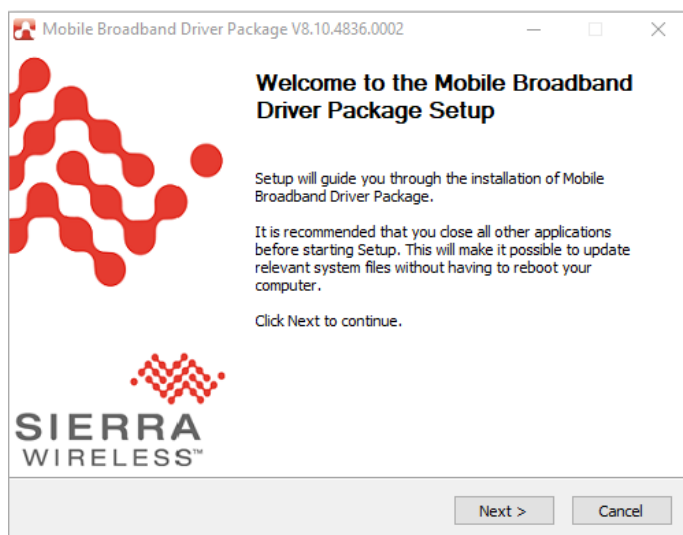 Mobile Broadband Driver Package V8.10.4836.0002
Welcome to the Mobile Broadband
Driver Package Setup
Setup will guide you through the installation of Mobile
Broadband Driver Package.
It is recommended that you close all other applications
before starting Setup. This will make it possible to update
relevant system files without having to reboot your
computer.
Click Next to continue.
SIERRA
WIRELESS™
Next >
Cancel